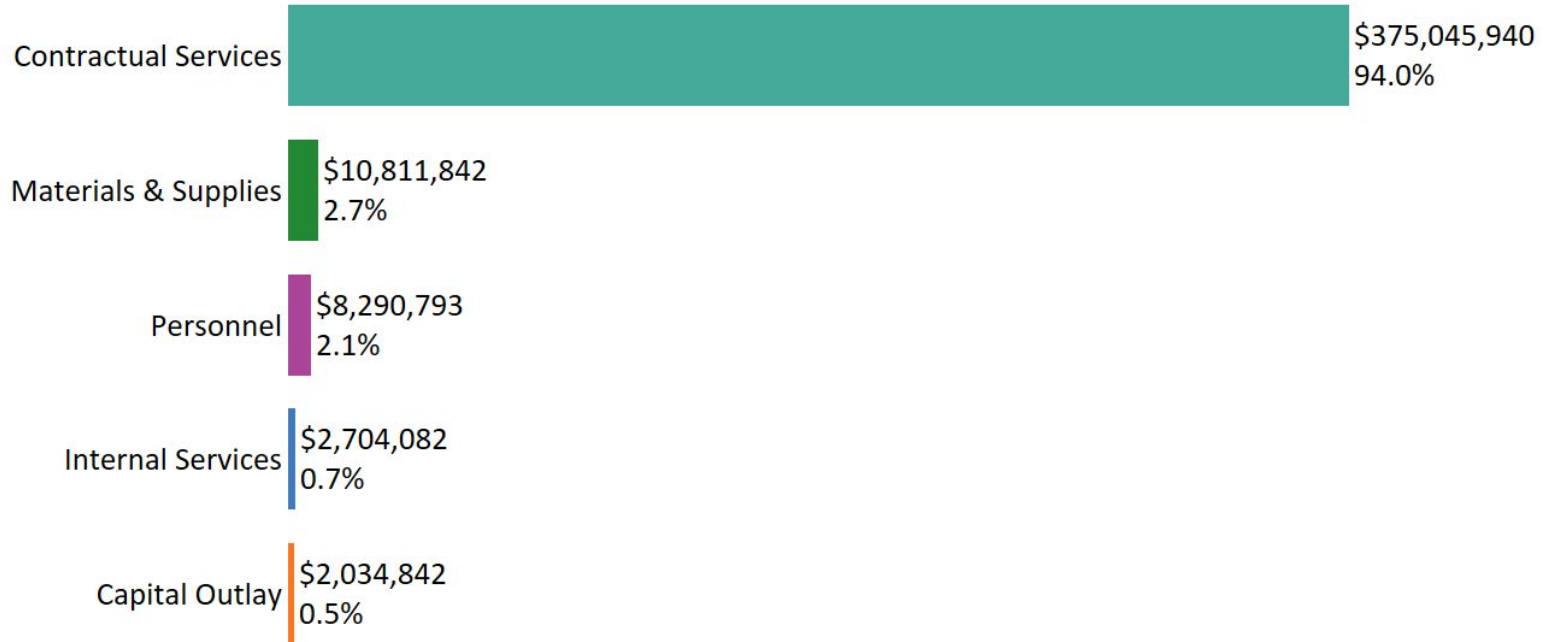 Contractual Services
$375,045,940
94.0%
Materials & Supplies
$10,811,842
2.7%
Personnel
$8,290,793
2.1%
Internal Services
$2,704,082
0.7%
Capital Outlay
$2,034,842
0.5%